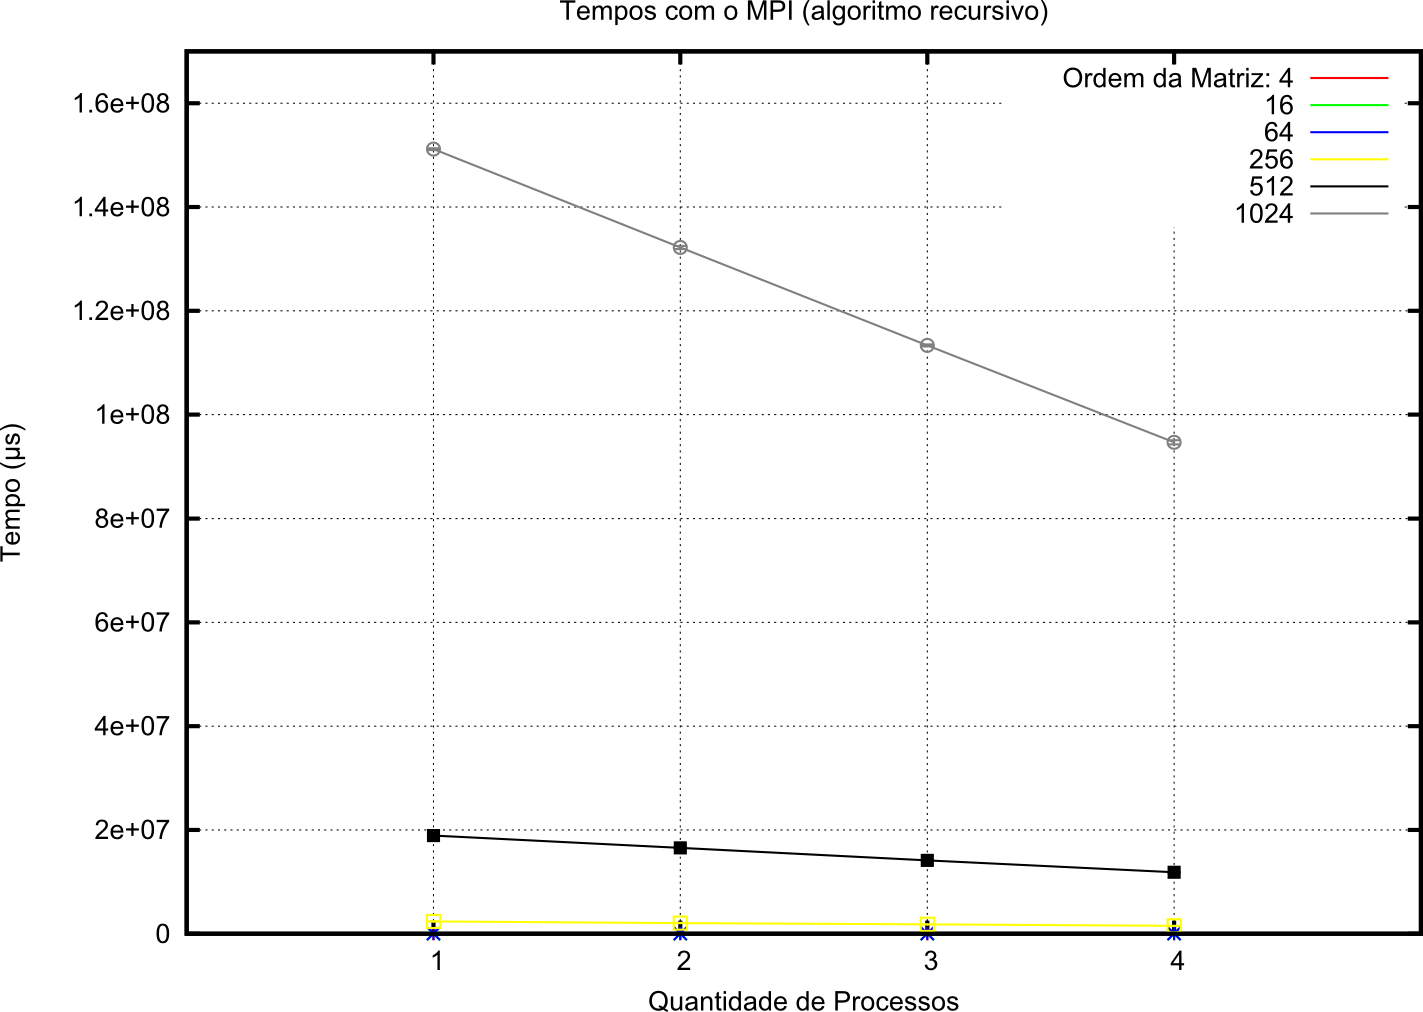 Tempos com o MPI (algoritmo recursivo)
Ordem da Matriz: 4
16
64
256
512
1024
1.6e+08
1.4e+08
1.2e+08
1e+08
8e+07
6e+07
4e+07
2e+07
0
Tempo (µs)
1 2 3 4
Quantidade de Processos